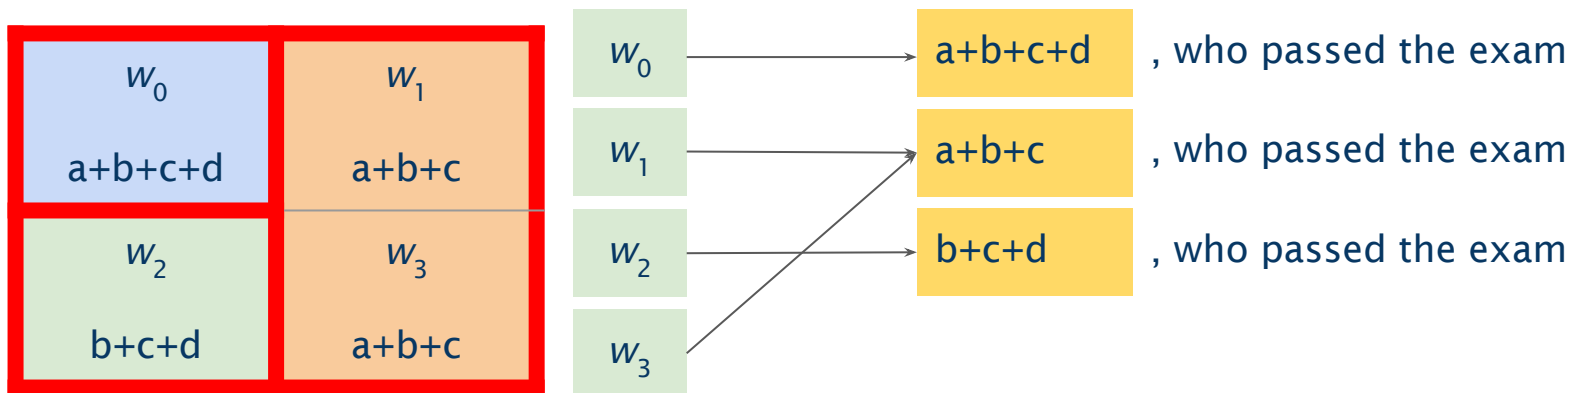 w0 w1
a+b+c+d a+b+c
w2 w3
b+c+d a+b+c
w0 a+b+c+d , who passed the exam
w1 a+b+c , who passed the exam
w2 b+c+d , who passed the exam
w3